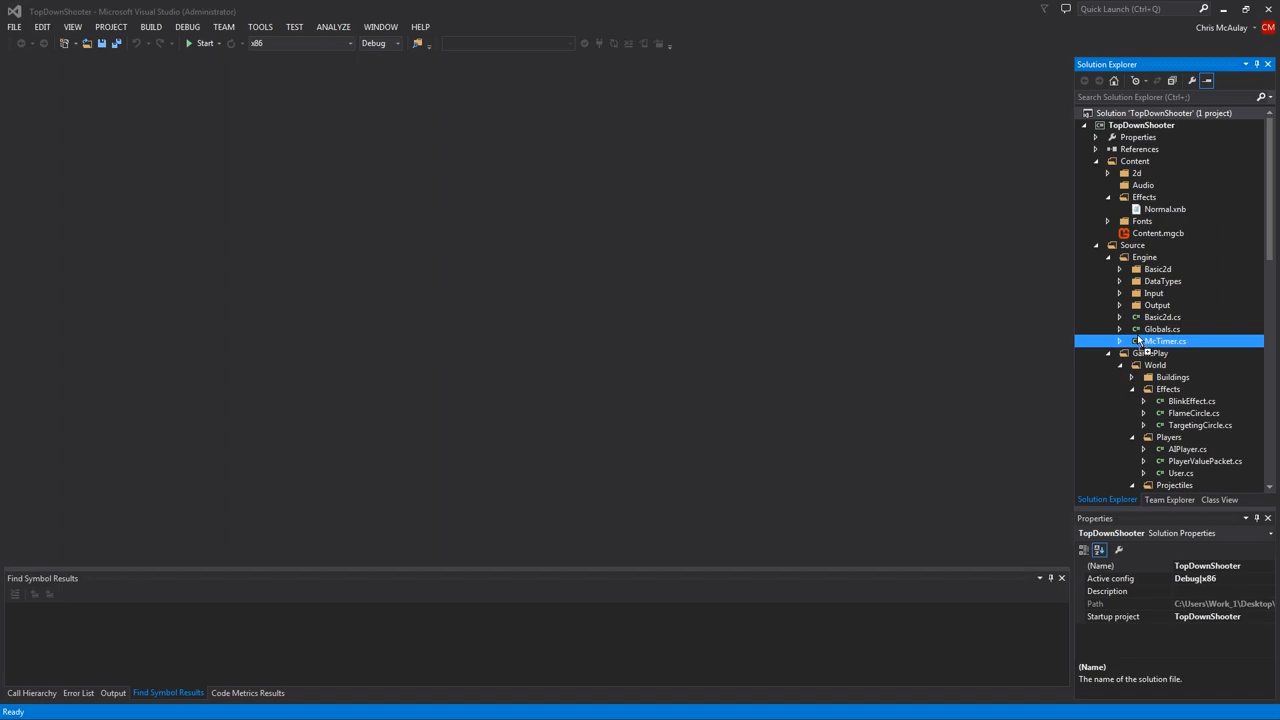 TopDownShooter - Microsoft Visual Studio (Administrator)
Quick Launch (Ctrl+Q)
FILE EDIT VIEW PROJECT BUILD DEBUG TEAM TOOLS TEST ANALYZE WINDOW HELP
Chris McAulay CM
Start x86 Debug
Solution Explorer
Search Solution Explorer (Ctrl+;)
Solution 'TopDownShooter' (1 project)
TopDownShooter
Properties
References
Content
2d
Audio
Effects
Normal.xnb
Fonts
Content.mgcb
Source
Engine
Basic2d
DataTypes
Input
Output
Basic2d.cs
Globals.cs
McTimer.cs
GamePlay
World
Buildings
Effects
BlinkEffect.cs
FlameCircle.cs
TargetingCircle.cs
Players
AIPlayer.cs
PlayerValuePacket.cs
User.cs
Projectiles
Solution Explorer Team Explorer Class View
Properties
TopDownShooter Solution Properties
(Name) TopDownShooter
Active config Debug|x86
Description
Path C:\Users\Work_1\Desktop\
Startup project TopDownShooter
(Name)
The name of the solution file.
Find Symbol Results
Call Hierarchy Error List Output Find Symbol Results Code Metrics Results
Ready